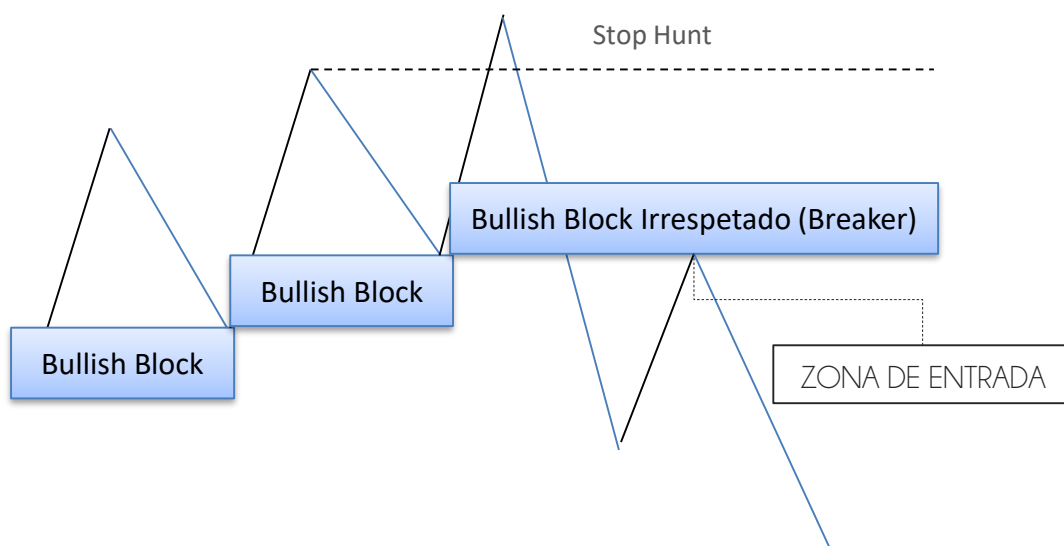 Stop Hunt
Bullish Block Irrespetado (Breaker)
Bullish Block
Bullish Block
ZONA DE ENTRADA